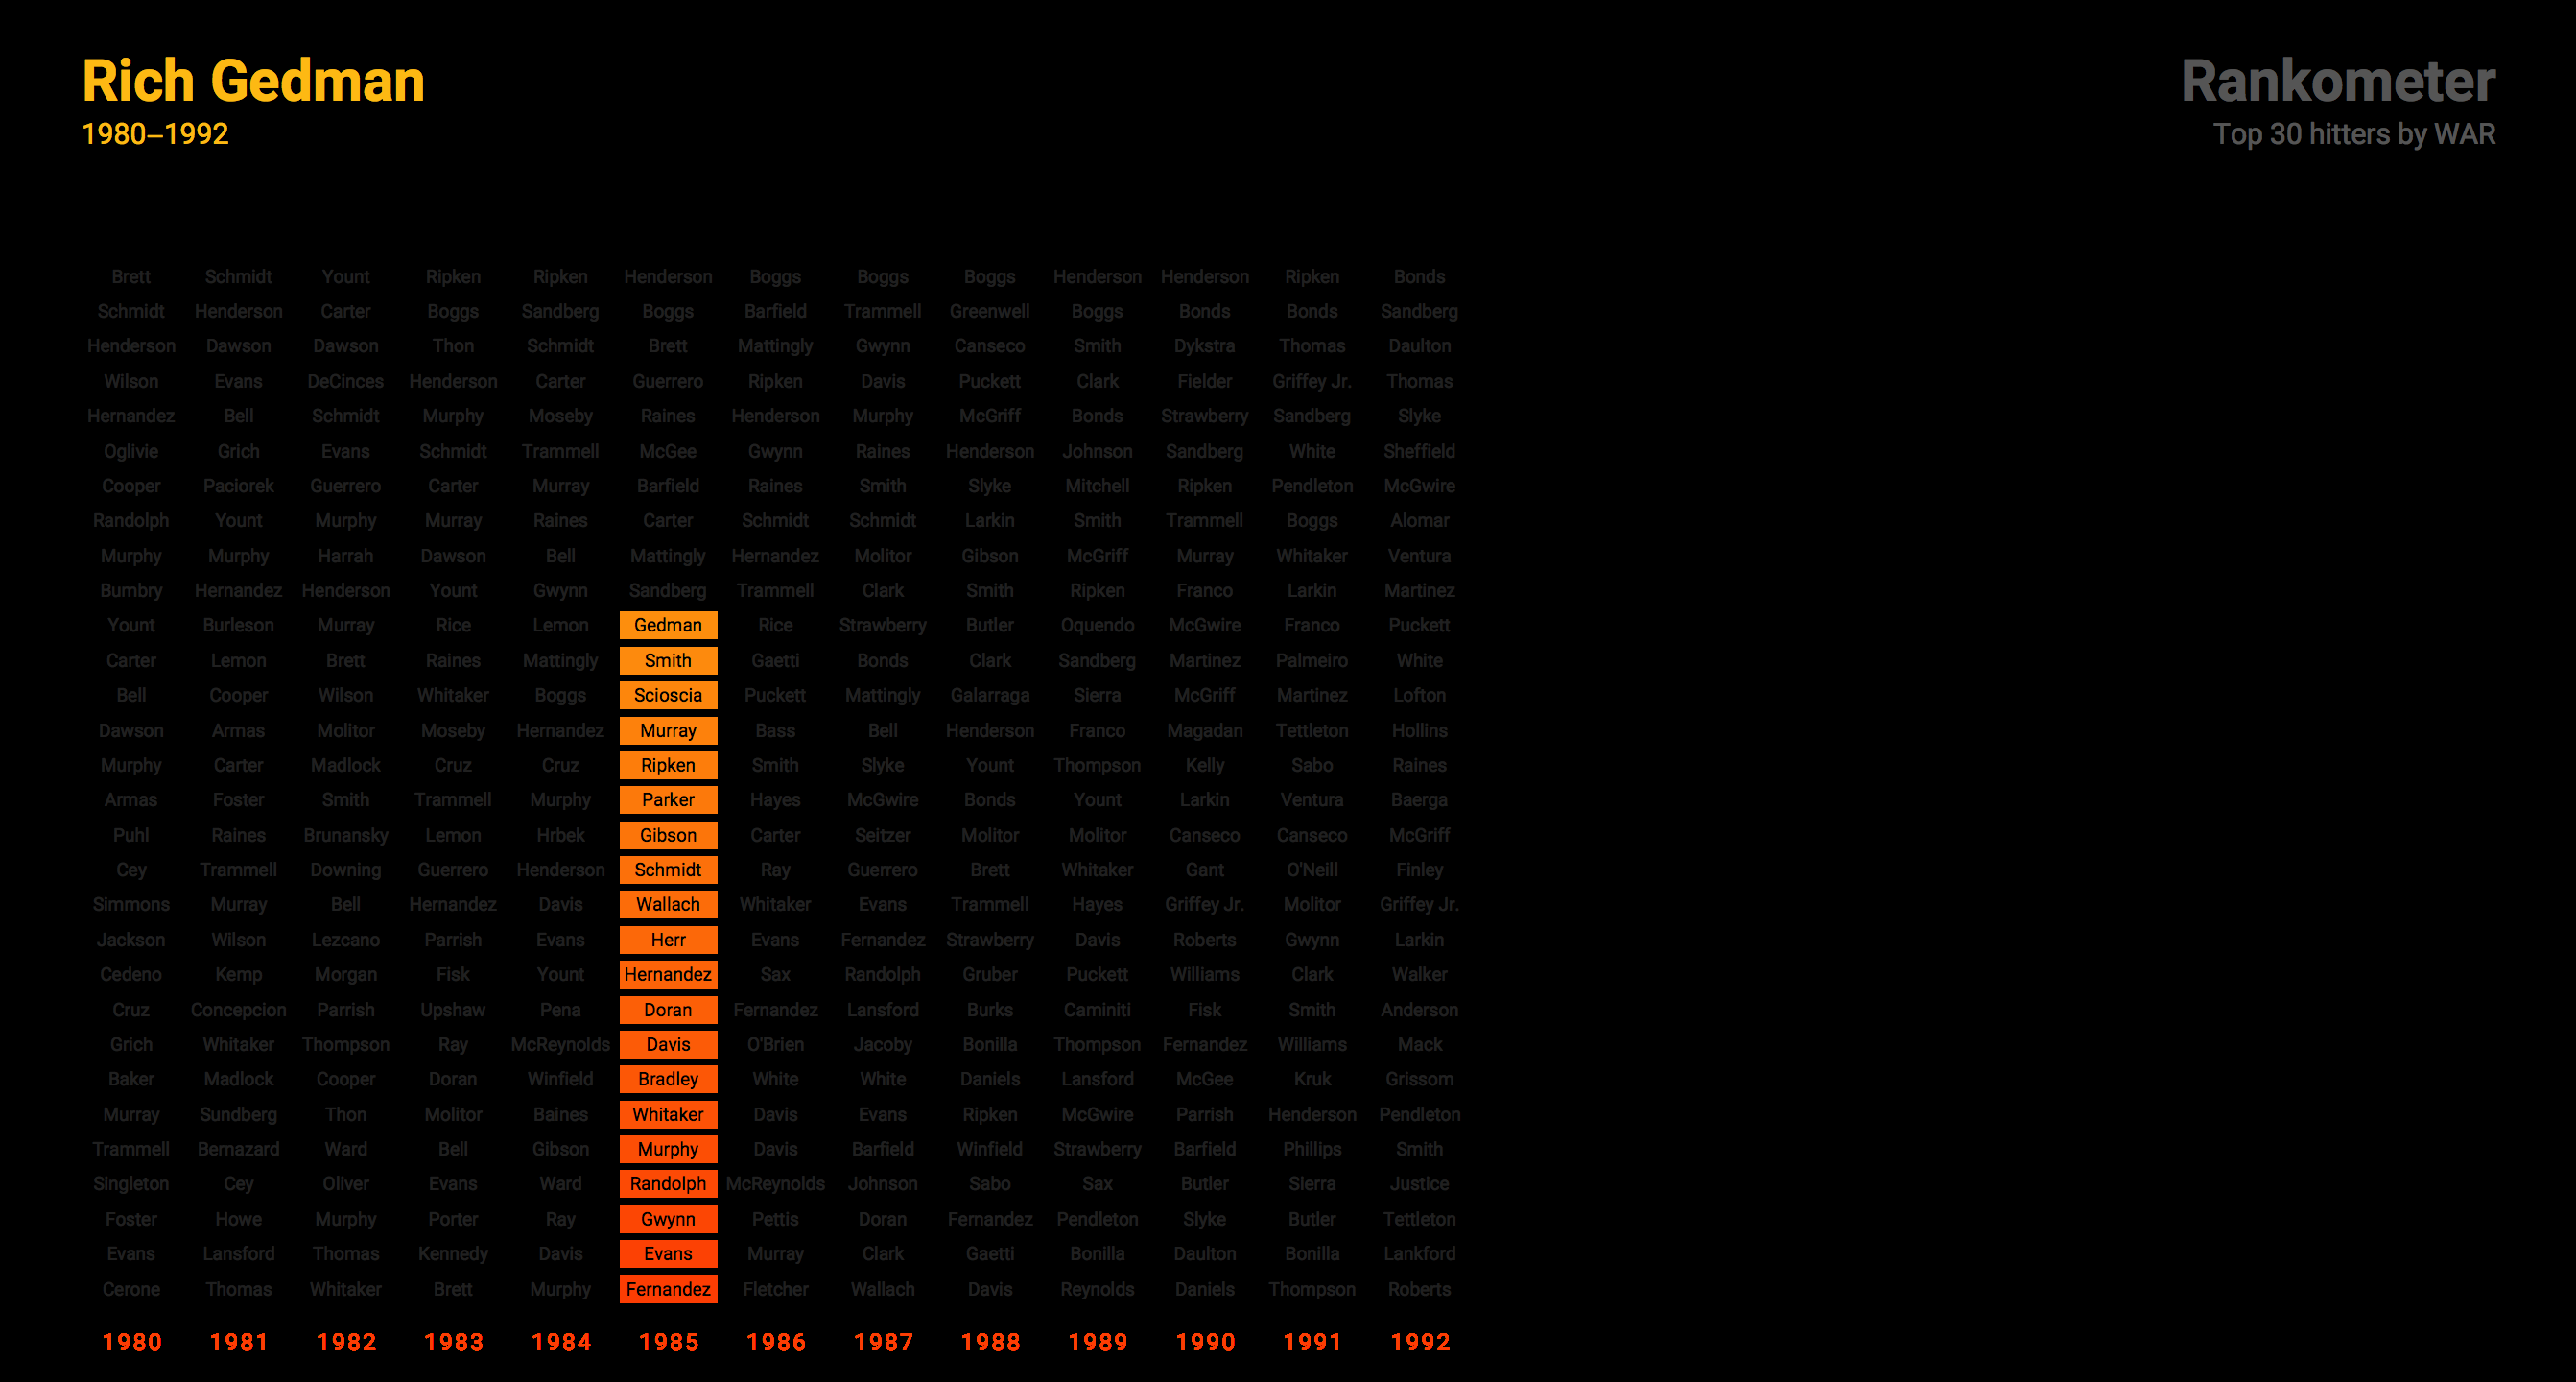 Rich Gedman
1980–1992
Rankometer
Top 30 hitters by WAR
Brett Schmidt Yount Ripken Ripken Henderson Boggs Boggs Boggs Henderson Henderson Ripken Bonds
Schmidt Henderson Carter Boggs Sandberg Boggs Barfield Trammell Greenwell Boggs Bonds Bonds Sandberg
Henderson Dawson Dawson Thon Schmidt Brett Mattingly Gwynn Canseco Smith Dykstra Thomas Daulton
Wilson Evans DeCinces Henderson Carter Guerrero Ripken Davis Puckett Clark Fielder Griffey Jr. Thomas
Hernandez Bell Schmidt Murphy Moseby Raines Henderson Murphy McGriff Bonds Strawberry Sandberg Slyke
Oglivie Grich Evans Schmidt Trammell McGee Gwynn Raines Henderson Johnson Sandberg White Sheffield
Cooper Paciorek Guerrero Carter Murray Barfield Raines Smith Slyke Mitchell Ripken Pendleton McGwire
Randolph Yount Murphy Murray Raines Carter Schmidt Schmidt Larkin Smith Trammell Boggs Alomar
Murphy Murphy Harrah Dawson Bell Mattingly Hernandez Molitor Gibson McGriff Murray Whitaker Ventura
Bumbry Hernandez Henderson Yount Gwynn Sandberg Trammell Clark Smith Ripken Franco Larkin Martinez
Yount Burleson Murray Rice Lemon Gedman Rice Strawberry Butler Oquendo McGwire Franco Puckett
Carter Lemon Brett Raines Mattingly Smith Gaetti Bonds Clark Sandberg Martinez Palmeiro White
Bell Cooper Wilson Whitaker Boggs Scioscia Puckett Mattingly Galarraga Sierra McGriff Martinez Lofton
Dawson Armas Molitor Moseby Hernandez Murray Bass Bell Henderson Franco Magadan Tettleton Hollins
Murphy Carter Madlock Cruz Cruz Ripken Smith Slyke Yount Thompson Kelly Sabo Raines
Armas Foster Smith Trammell Murphy Parker Hayes McGwire Bonds Yount Larkin Ventura Baerga
Puhl Raines Brunansky Lemon Hrbek Gibson Carter Seitzer Molitor Molitor Canseco Canseco McGriff
Cey Trammell Downing Guerrero Henderson Schmidt Ray Guerrero Brett Whitaker Gant O'Neill Finley
Simmons Murray Bell Hernandez Davis Wallach Whitaker Evans Trammell Hayes Griffey Jr. Molitor Griffey Jr.
Jackson Wilson Lezcano Parrish Evans Herr Evans Fernandez Strawberry Davis Roberts Gwynn Larkin
Cedeno Kemp Morgan Fisk Yount Hernandez Sax Randolph Gruber Puckett Williams Clark Walker
Cruz Concepcion Parrish Upshaw Pena Doran Fernandez Lansford Burks Caminiti Fisk Smith Anderson
Grich Whitaker Thompson Ray McReynolds Davis O'Brien Jacoby Bonilla Thompson Fernandez Williams Mack
Baker Madlock Cooper Doran Winfield Bradley White White Daniels Lansford McGee Kruk Grissom
Murray Sundberg Thon Molitor Baines Whitaker Davis Evans Ripken McGwire Parrish Henderson Pendleton
Trammell Bernazard Ward Bell Gibson Murphy Davis Barfield Winfield Strawberry Barfield Phillips Smith
Singleton Cey Oliver Evans Ward Randolph McReynolds Johnson Sabo Sax Butler Sierra Justice
Foster Howe Murphy Porter Ray Gwynn Pettis Doran Fernandez Pendleton Slyke Butler Tettleton
Evans Lansford Thomas Kennedy Davis Evans Murray Clark Gaetti Bonilla Daulton Bonilla Lankford
Cerone Thomas Whitaker Brett Murphy Fernandez Fletcher Wallach Davis Reynolds Daniels Thompson Roberts
1980 1981 1982 1983 1984 1985 1986 1987 1988 1989 1990 1991 1992